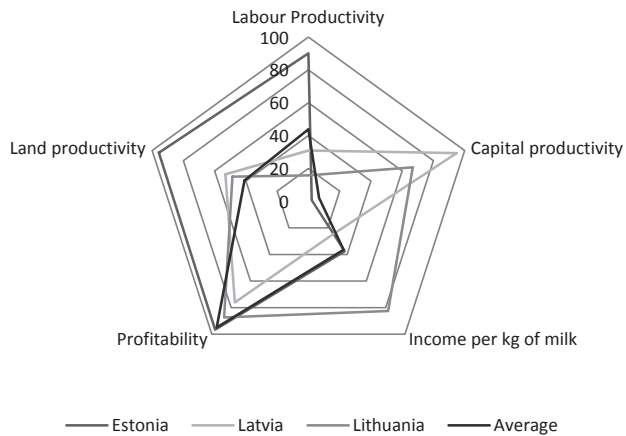 Labour Productivity
100
80
60
40
20
0
Land productivity
Capital productivity
Profitability
Income per kg of milk
Estonia Latvia Lithuania Average